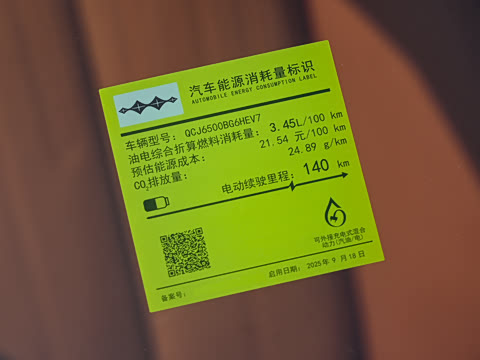 汽车能源消耗量标识
AUTOMOBILE ENERGY CONSUMPTION LABEL
车辆型号: QCJ6500BG6HEV7
油电综合折算燃料消耗量: 3.45L/100 km
预估能源成本: 21.54 元/100 km
CO₂排放量: 24.89 g/km
电动续驶里程: 140 km
可外接充电式混合
动力(汽油/电)
备案号:
启用日期: 2025年 9 月18日